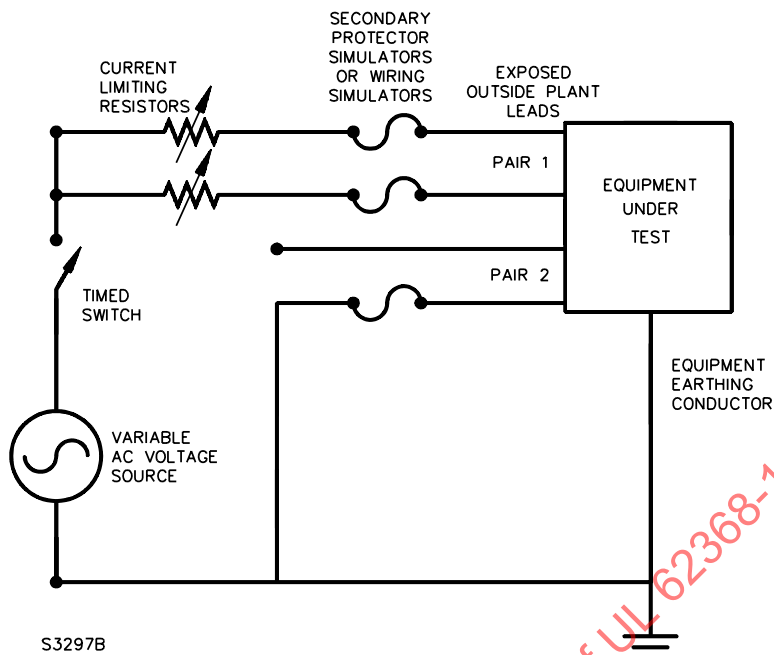 SECONDARY
PROTECTOR
SIMULATORS
OR WIRING
SIMULATORS
CURRENT
LIMITING
RESISTORS
EXPOSED
OUTSIDE PLANT
LEADS
PAIR 1
EQUIPMENT
UNDER
TEST
PAIR 2
TIMED
SWITCH
EQUIPMENT
EARTHING
CONDUCTOR
VARIABLE
AC VOLTAGE
SOURCE
UL 62368-1
S3297B